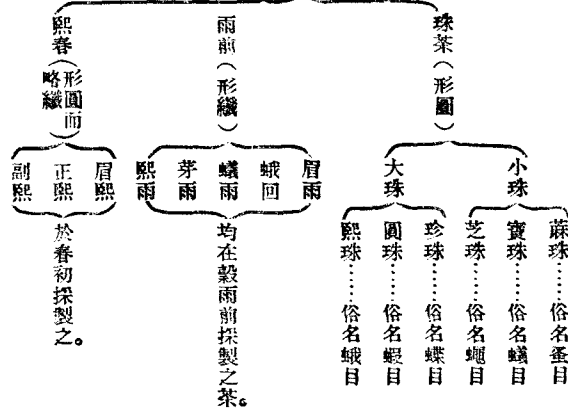 珠茶（形圓）
小珠
蔴珠……俗名蚤目
寶珠……俗名蟻目
芝珠……俗名蠅目
大珠
珍珠……俗名蝶目
圓珠……俗名蝦目
熙珠……俗名蛾目
雨前（形纖）
眉雨
蛾回
蟻雨
芽雨
熙雨
均在穀雨前採製之茶。
熙春（形圓而略纖）
眉熙
正熙
副熙
於春初採製之。